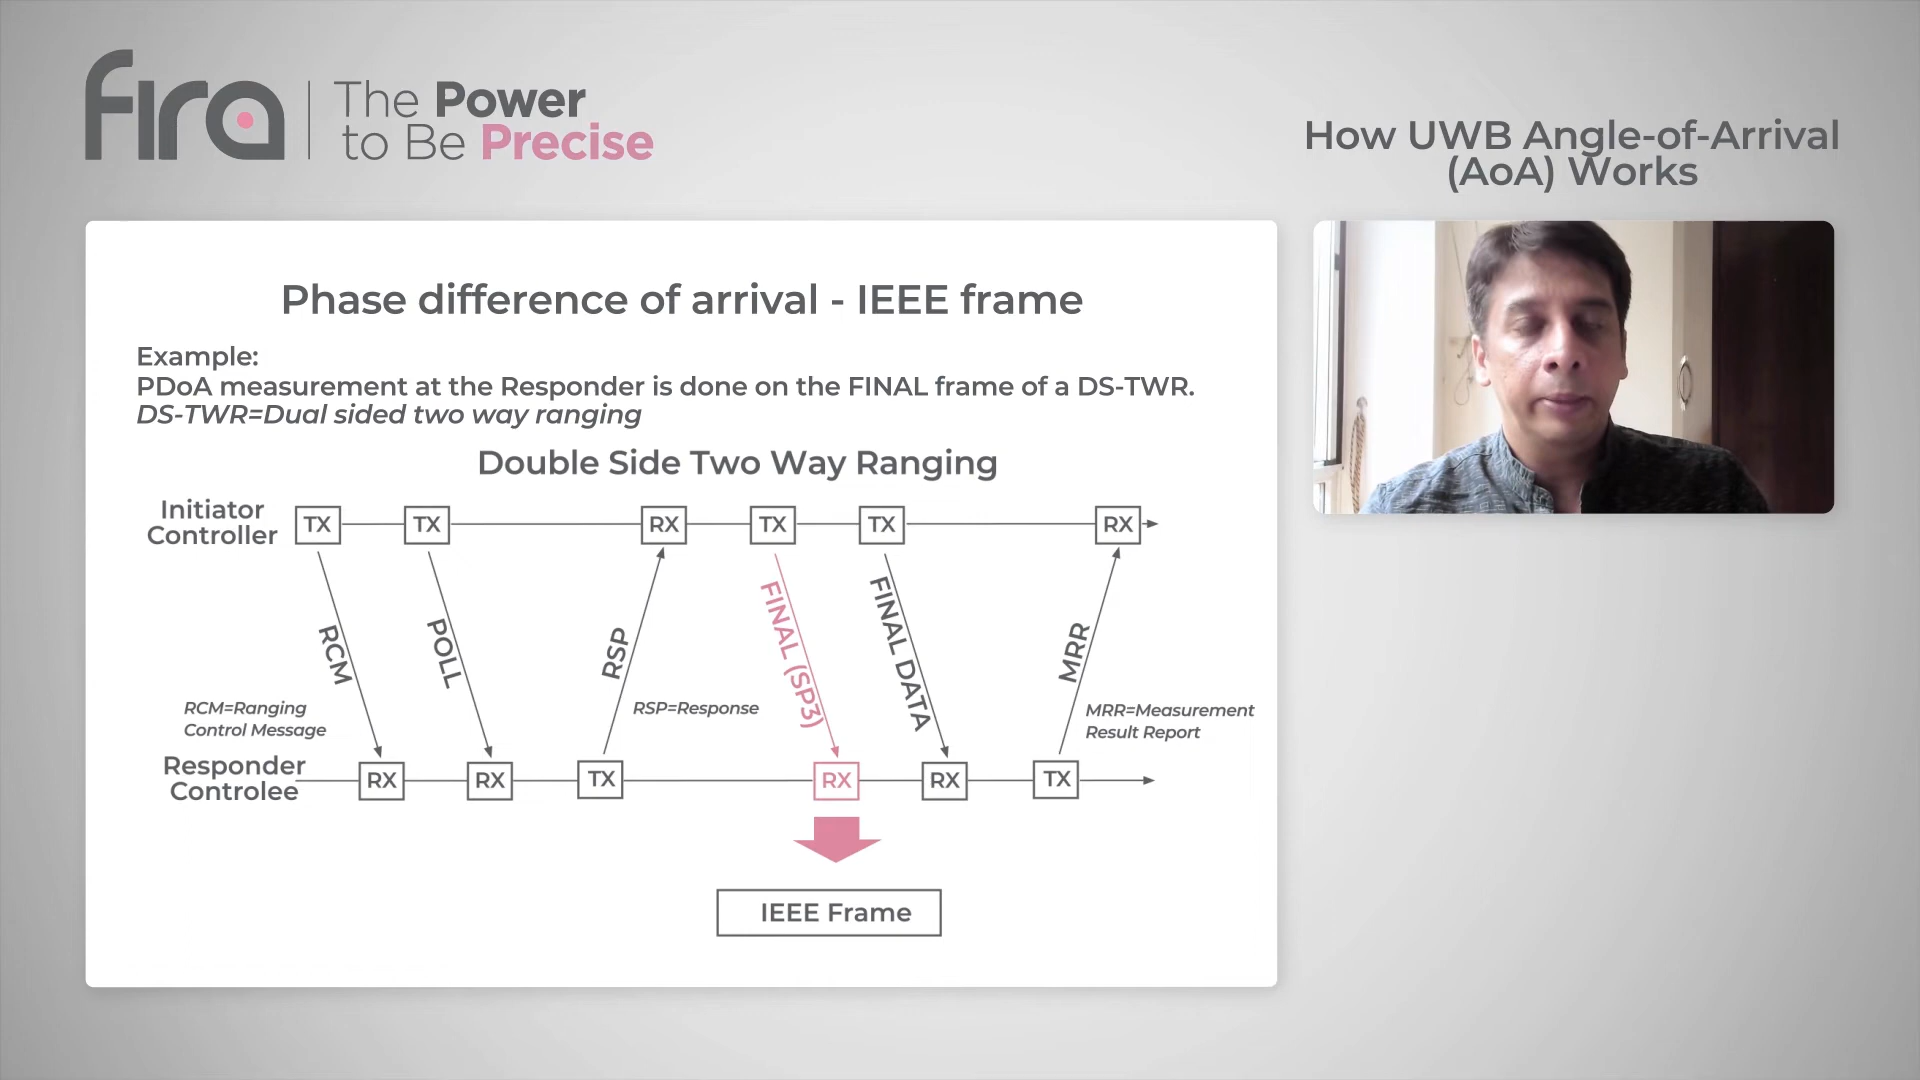 fira
The Power
to Be Precise
How UWB Angle-of-Arrival
(AoA) Works
Phase difference of arrival - IEEE frame
Example:
PDoA measurement at the Responder is done on the FINAL frame of a DS-TWR.
DS-TWR=Dual sided two way ranging
Double Side Two Way Ranging
Initiator
Controller
TX
TX
RX
TX
TX
RX
RCM
POLL
RSP
FINAL (SP3)
FINAL DATA
MRR
RCM=Ranging
Control Message
RSP=Response
MRR=Measurement
Result Report
Responder
Controlee
RX
RX
TX
RX
RX
TX
IEEE Frame